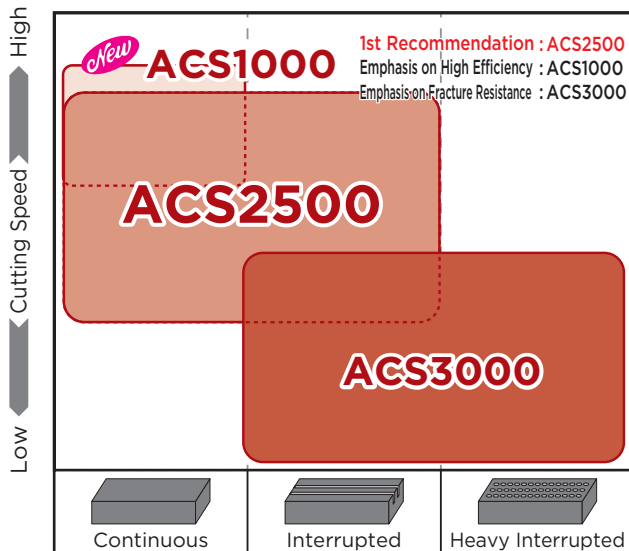 High
Cutting Speed
Low
New
ACS1000
1st Recommendation : ACS2500
Emphasis on High Efficiency : ACS1000
Emphasis on Fracture Resistance : ACS3000
ACS2500
ACS3000
Continuous
Interrupted
Heavy Interrupted